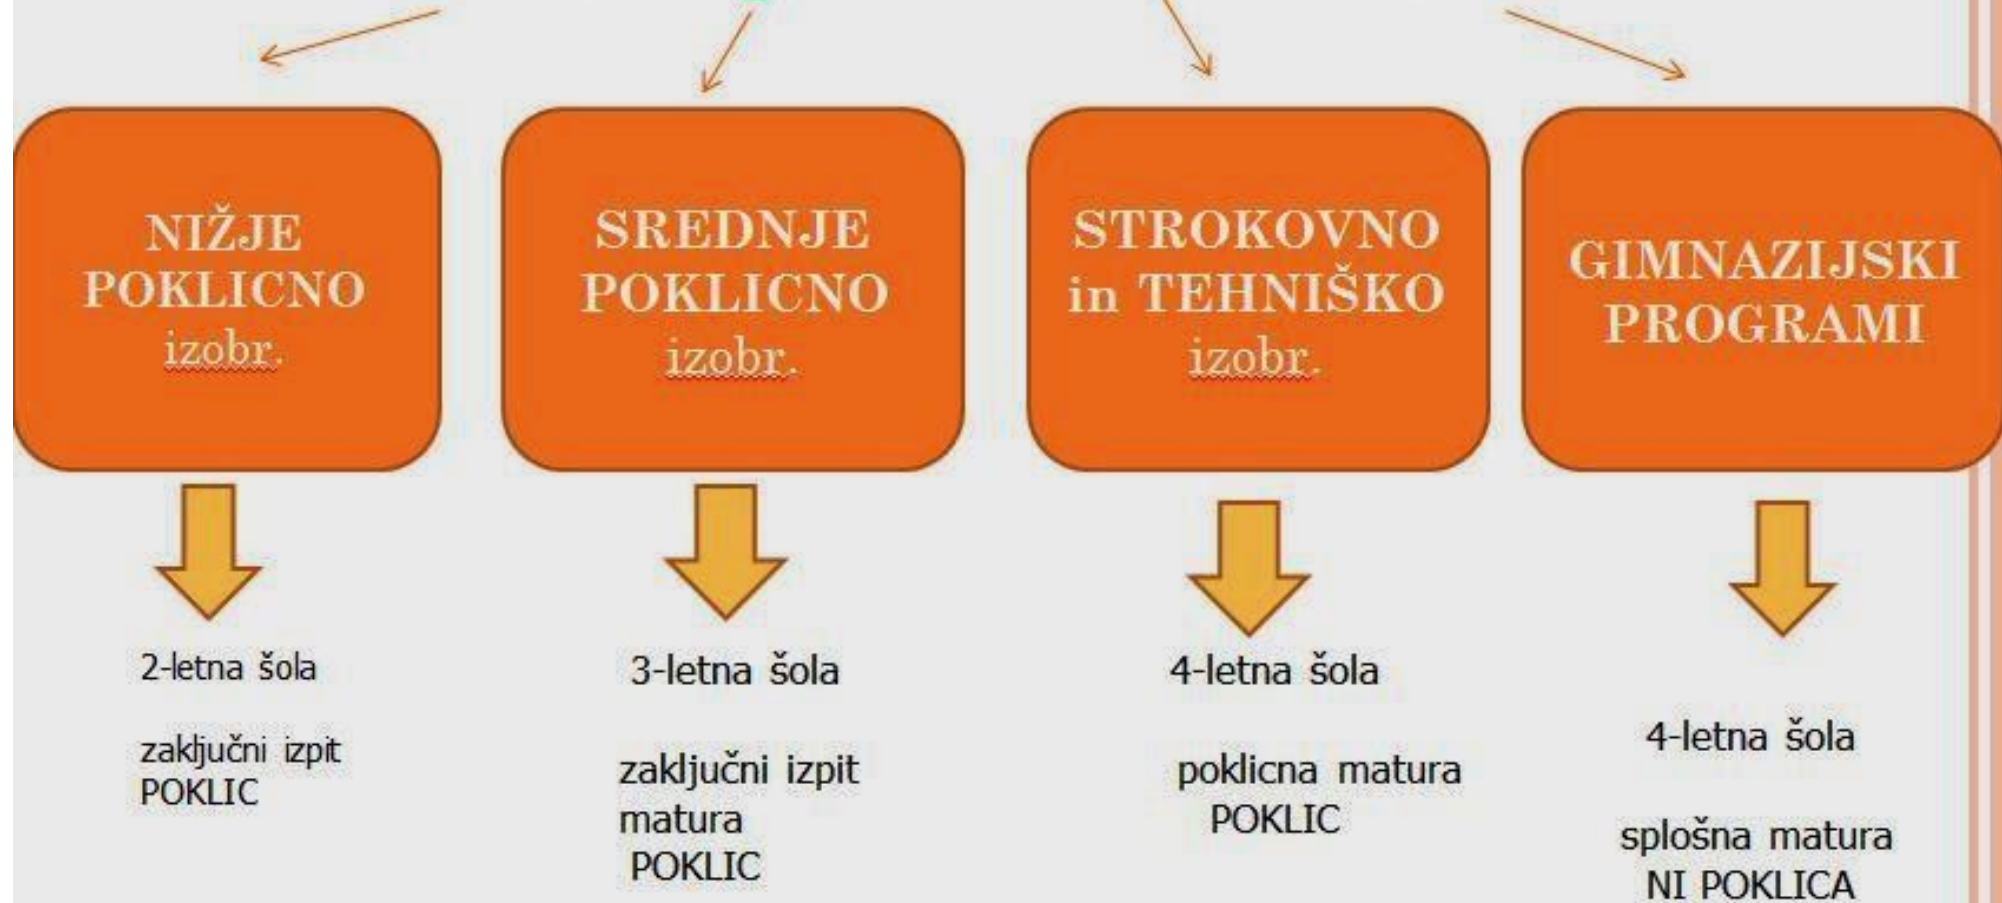 NIŽJE
POKLICNO
izobr.
SREDNJE
POKLICNO
izobr.
STROKOVNO
in TEHNIŠKO
izobr.
GIMNAZIJSKI
PROGRAMI
2-letna šola
zaključni izpit
POKLIC
3-letna šola
zaključni izpit
matura
POKLIC
4-letna šola
poklicna matura
POKLIC
4-letna šola
splošna matura
NI POKLICA